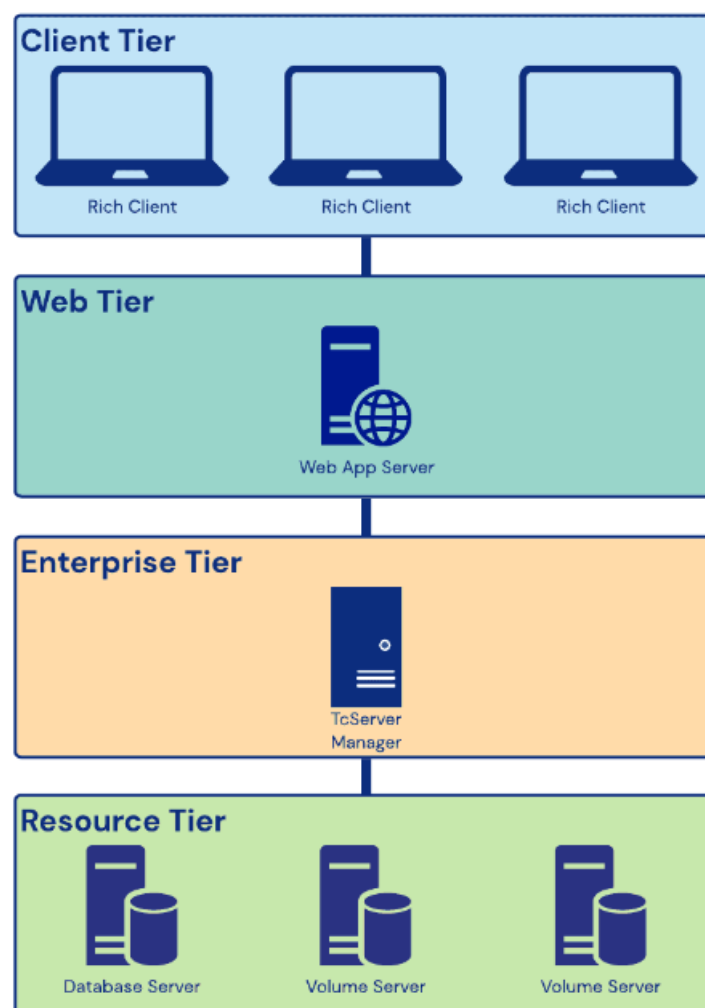 Client Tier
Rich Client
Rich Client
Rich Client
Web Tier
Web App Server
Enterprise Tier
TcServer
Manager
Resource Tier
Database Server
Volume Server
Volume Server